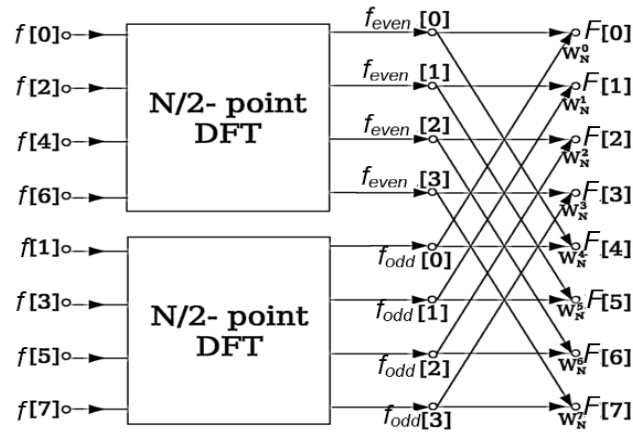 f[0] f_even [0] F[0]
W_N^0
f[2] f_even [1] F[1]
W_N^1
N/2- point
DFT
f[4] f_even [2] F[2]
W_N^2
f[6] f_even [3] F[3]
W_N^3
f[1] f_odd [0] F[4]
W_N^4
f[3] f_odd [1] F[5]
W_N^5
N/2- point
DFT
f[5] f_odd [2] F[6]
W_N^6
f[7] f_odd [3] F[7]
W_N^7